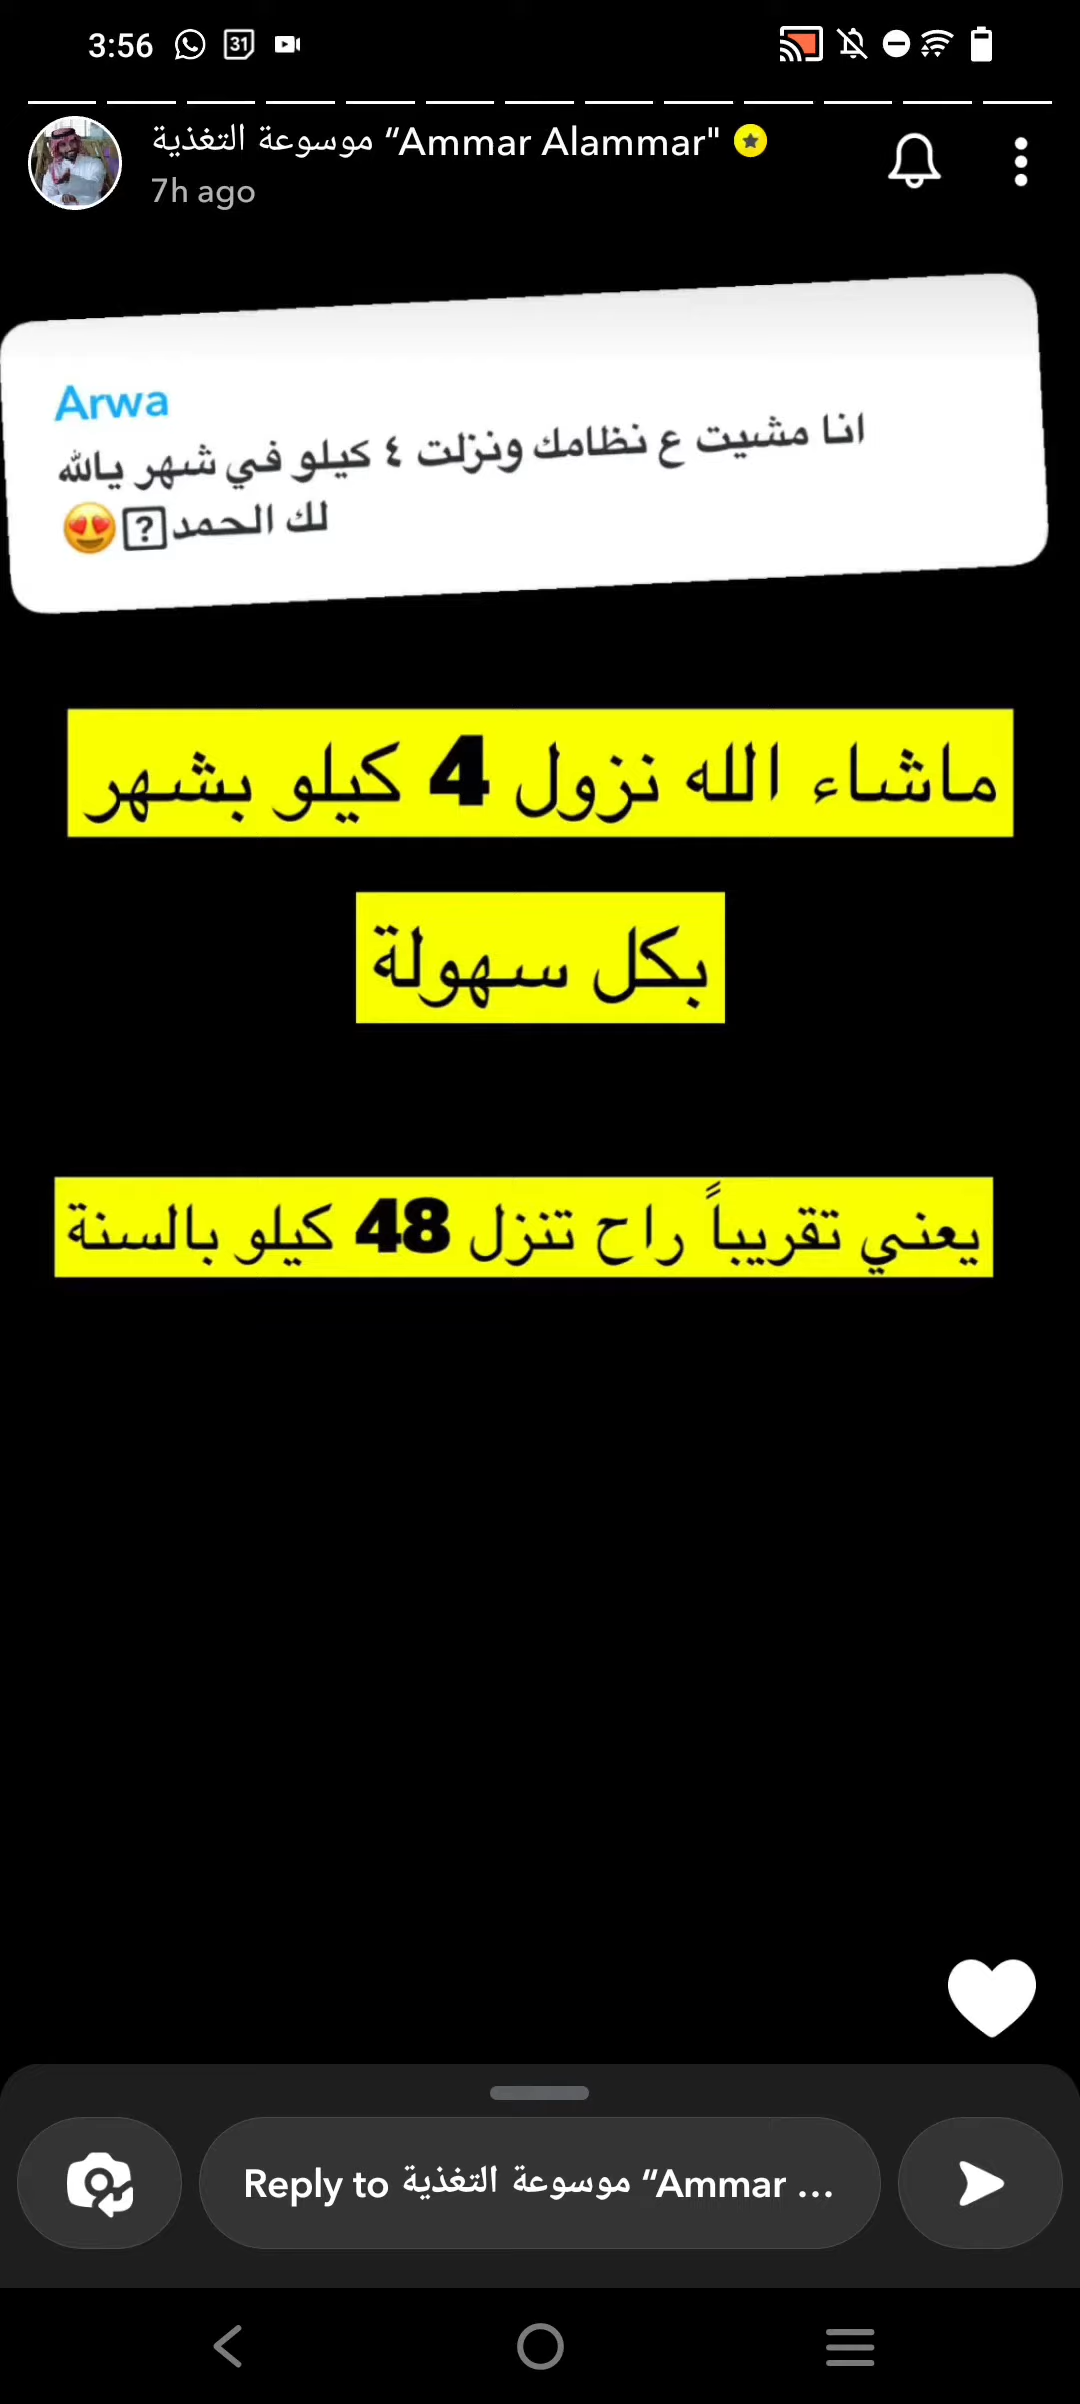 3:56
31
موسوعة التغذية “Ammar Alammar"
7h ago
Arwa
انا مشيت ع نظامك ونزلت ٤ كيلو في شهر يالله
لك الحمد😍
ماشاء الله نزول 4 كيلو بشهر
بكل سهولة
يعني تقريباً راح تنزل 48 كيلو بالسنة
Reply to موسوعة التغذية “Ammar ...